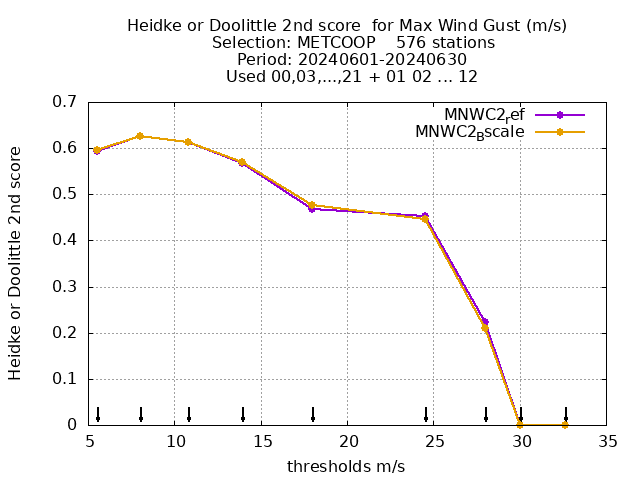 Heidke or Doolittle 2nd score  for Max Wind Gust (m/s)
Selection: METCOOP    576 stations
Period: 20240601-20240630
Used 00,03,...,21 + 01 02 ... 12
MNWC2_ref
MNWC2_Bscale
Heidke or Doolittle 2nd score
0.7
0.6
0.5
0.4
0.3
0.2
0.1
0
5 10 15 20 25 30 35
thresholds m/s